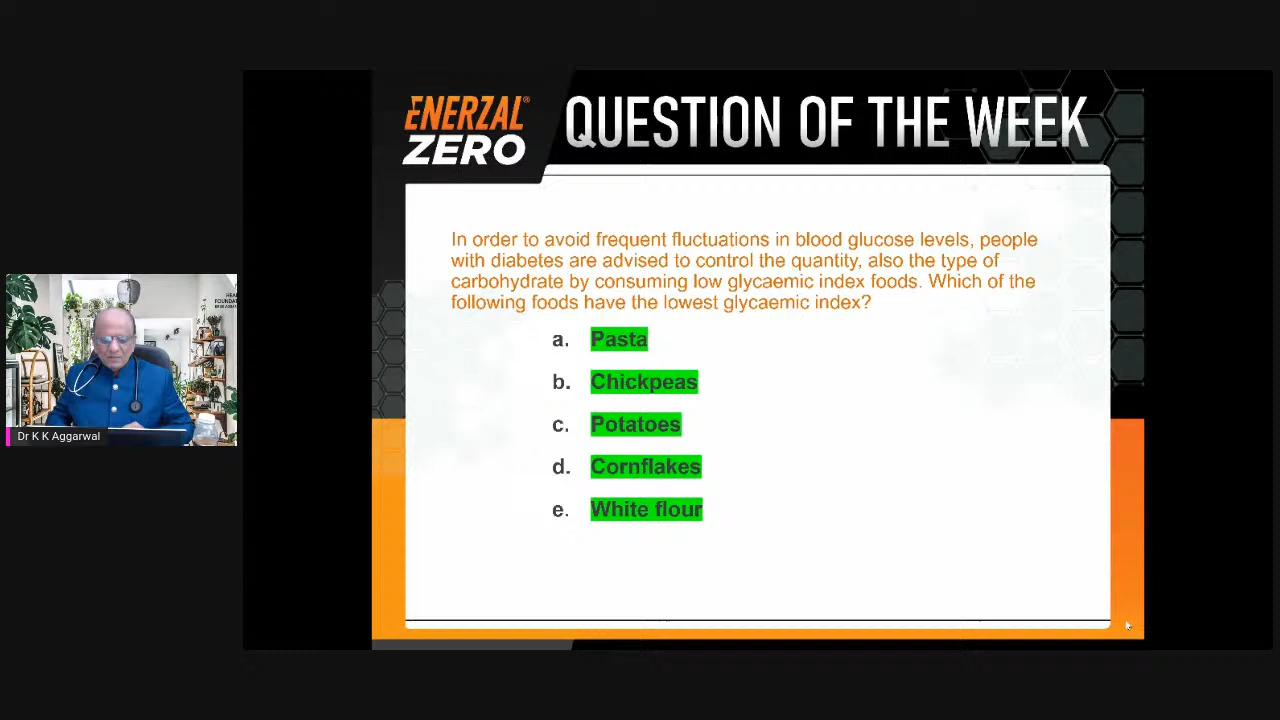 ENERZAL®
ZERO
QUESTION OF THE WEEK
In order to avoid frequent fluctuations in blood glucose levels, people
with diabetes are advised to control the quantity, also the type of
carbohydrate by consuming low glycaemic index foods. Which of the
following foods have the lowest glycaemic index?
a. Pasta
b. Chickpeas
c. Potatoes
d. Cornflakes
e. White flour
Dr K K Aggarwal